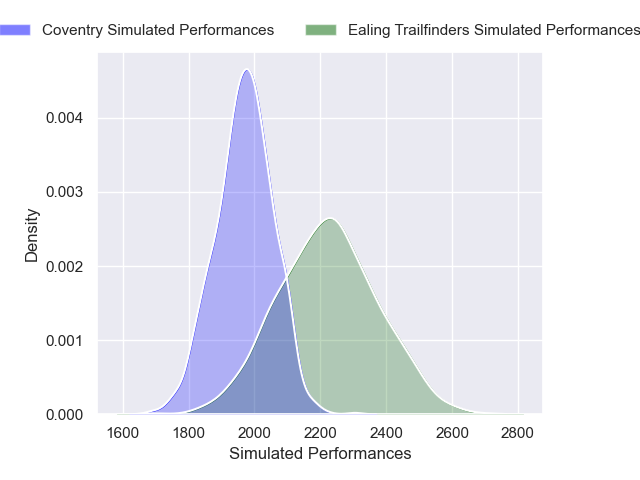 Coventry Simulated Performances
Ealing Trailfinders Simulated Performances
0.004
0.003
0.002
0.001
0.000
Density
1600 1800 2000 2200 2400 2600 2800
Simulated Performances